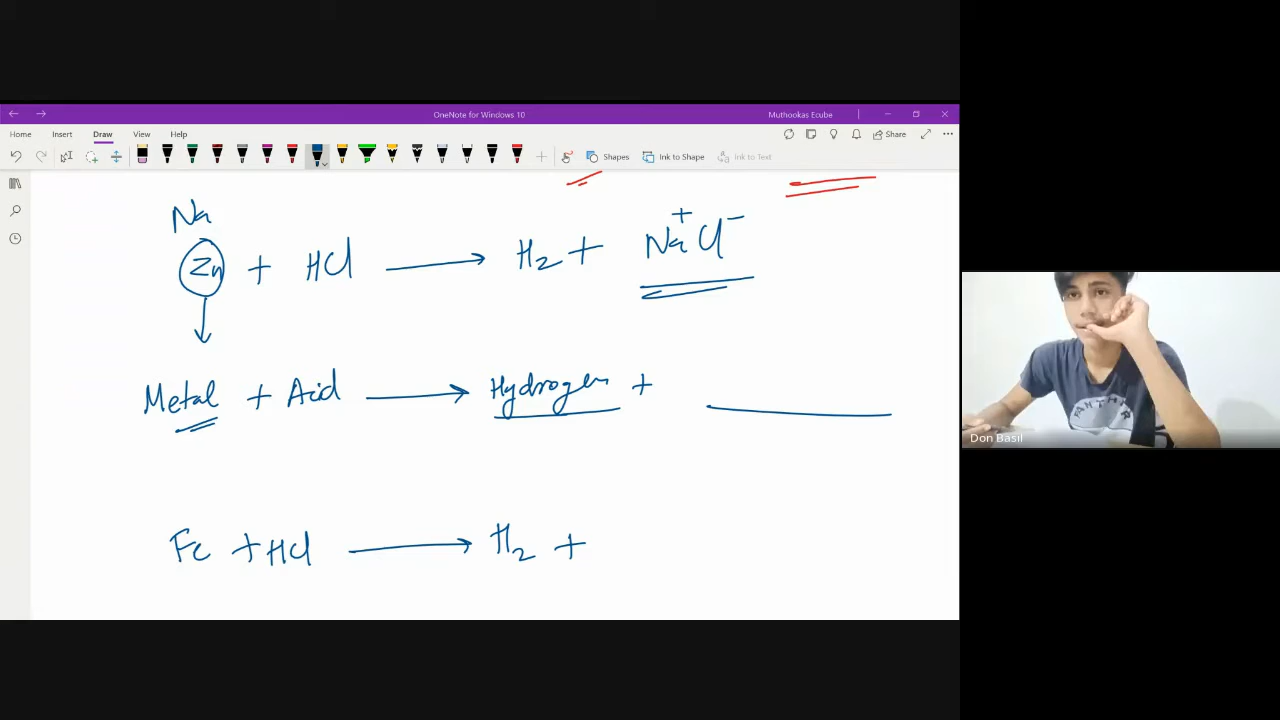 OneNote for Windows 10
Muthookas Ecube
Home Insert Draw View Help
Share
Shapes Ink to Shape Ink to Text
Na
Zn + HCl → H2 + Na+Cl−
Metal + Acid → Hydrogen +
Fe + HCl → H2 +
Don Basil
PANTHER